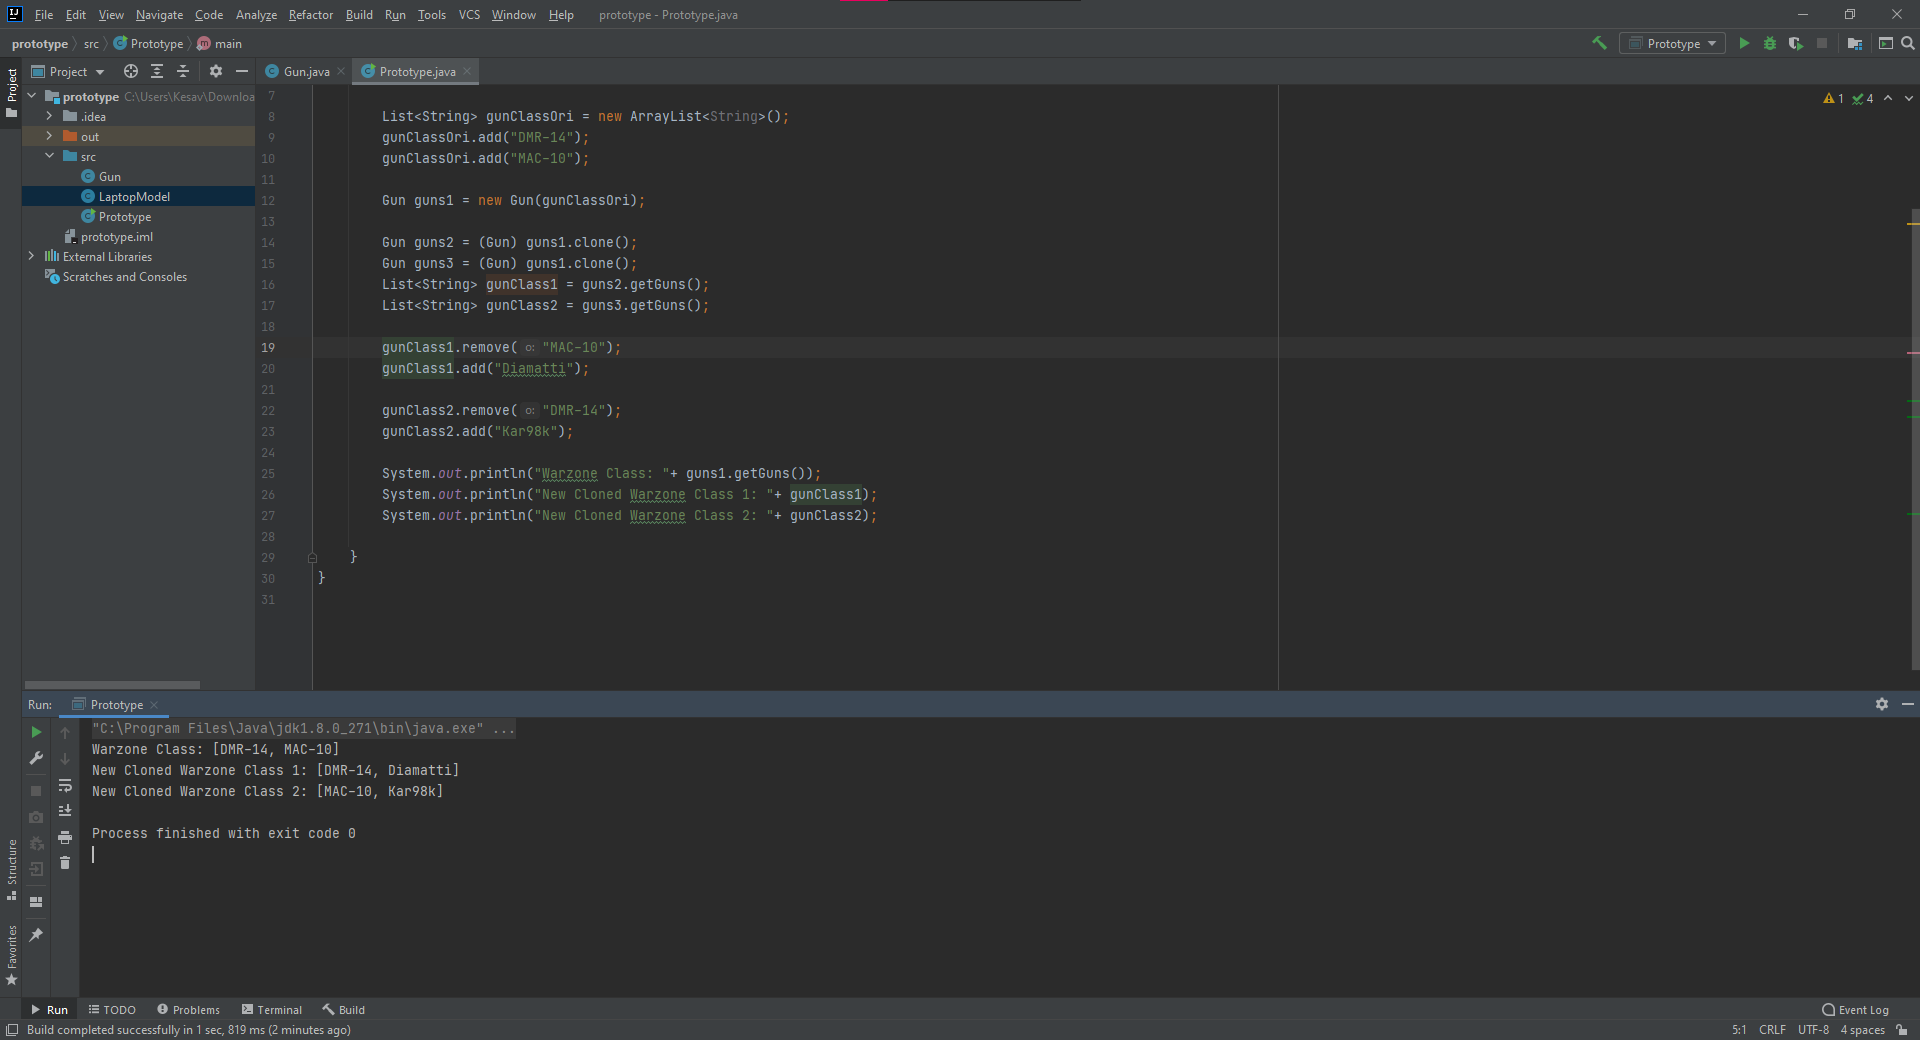 File Edit View Navigate Code Analyze Refactor Build Run Tools VCS Window Help prototype - Prototype.java
prototype src Prototype main Prototype
Project Gun.java Prototype.java
Project
prototype C:\Users\Kesav\Downloa
.idea
out
src
Gun
LaptopModel
Prototype
prototype.iml
External Libraries
Scratches and Consoles
1 4
7
8 List<String> gunClassOri = new ArrayList<String>();
9 gunClassOri.add("DMR-14");
10 gunClassOri.add("MAC-10");
11
12 Gun guns1 = new Gun(gunClassOri);
13
14 Gun guns2 = (Gun) guns1.clone();
15 Gun guns3 = (Gun) guns1.clone();
16 List<String> gunClass1 = guns2.getGuns();
17 List<String> gunClass2 = guns3.getGuns();
18
19 gunClass1.remove( o: "MAC-10");
20 gunClass1.add("Diamatti");
21
22 gunClass2.remove( o: "DMR-14");
23 gunClass2.add("Kar98k");
24
25 System.out.println("Warzone Class: "+ guns1.getGuns());
26 System.out.println("New Cloned Warzone Class 1: "+ gunClass1);
27 System.out.println("New Cloned Warzone Class 2: "+ gunClass2);
28
29 }
30 }
31
Run: Prototype
"C:\Program Files\Java\jdk1.8.0_271\bin\java.exe" ...
Warzone Class: [DMR-14, MAC-10]
New Cloned Warzone Class 1: [DMR-14, Diamatti]
New Cloned Warzone Class 2: [MAC-10, Kar98k]
Process finished with exit code 0
Structure
Favorites
Run TODO Problems Terminal Build Event Log
Build completed successfully in 1 sec, 819 ms (2 minutes ago) 5:1 CRLF UTF-8 4 spaces